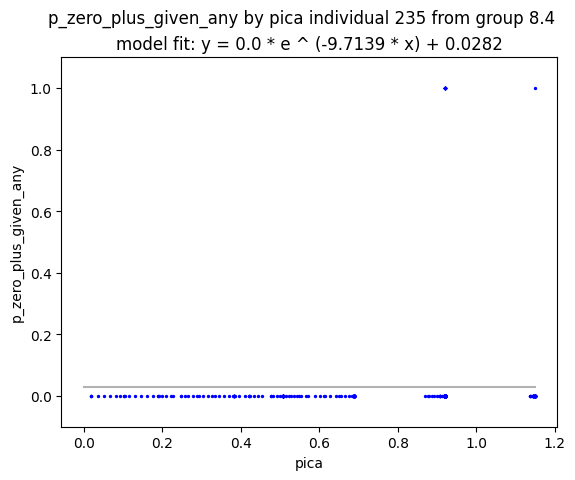 p_zero_plus_given_any by pica individual 235 from group 8.4
model fit: y = 0.0 * e ^ (-9.7139 * x) + 0.0282
1.0
0.8
0.6
0.4
0.2
0.0
p_zero_plus_given_any
0.0 0.2 0.4 0.6 0.8 1.0 1.2
pica